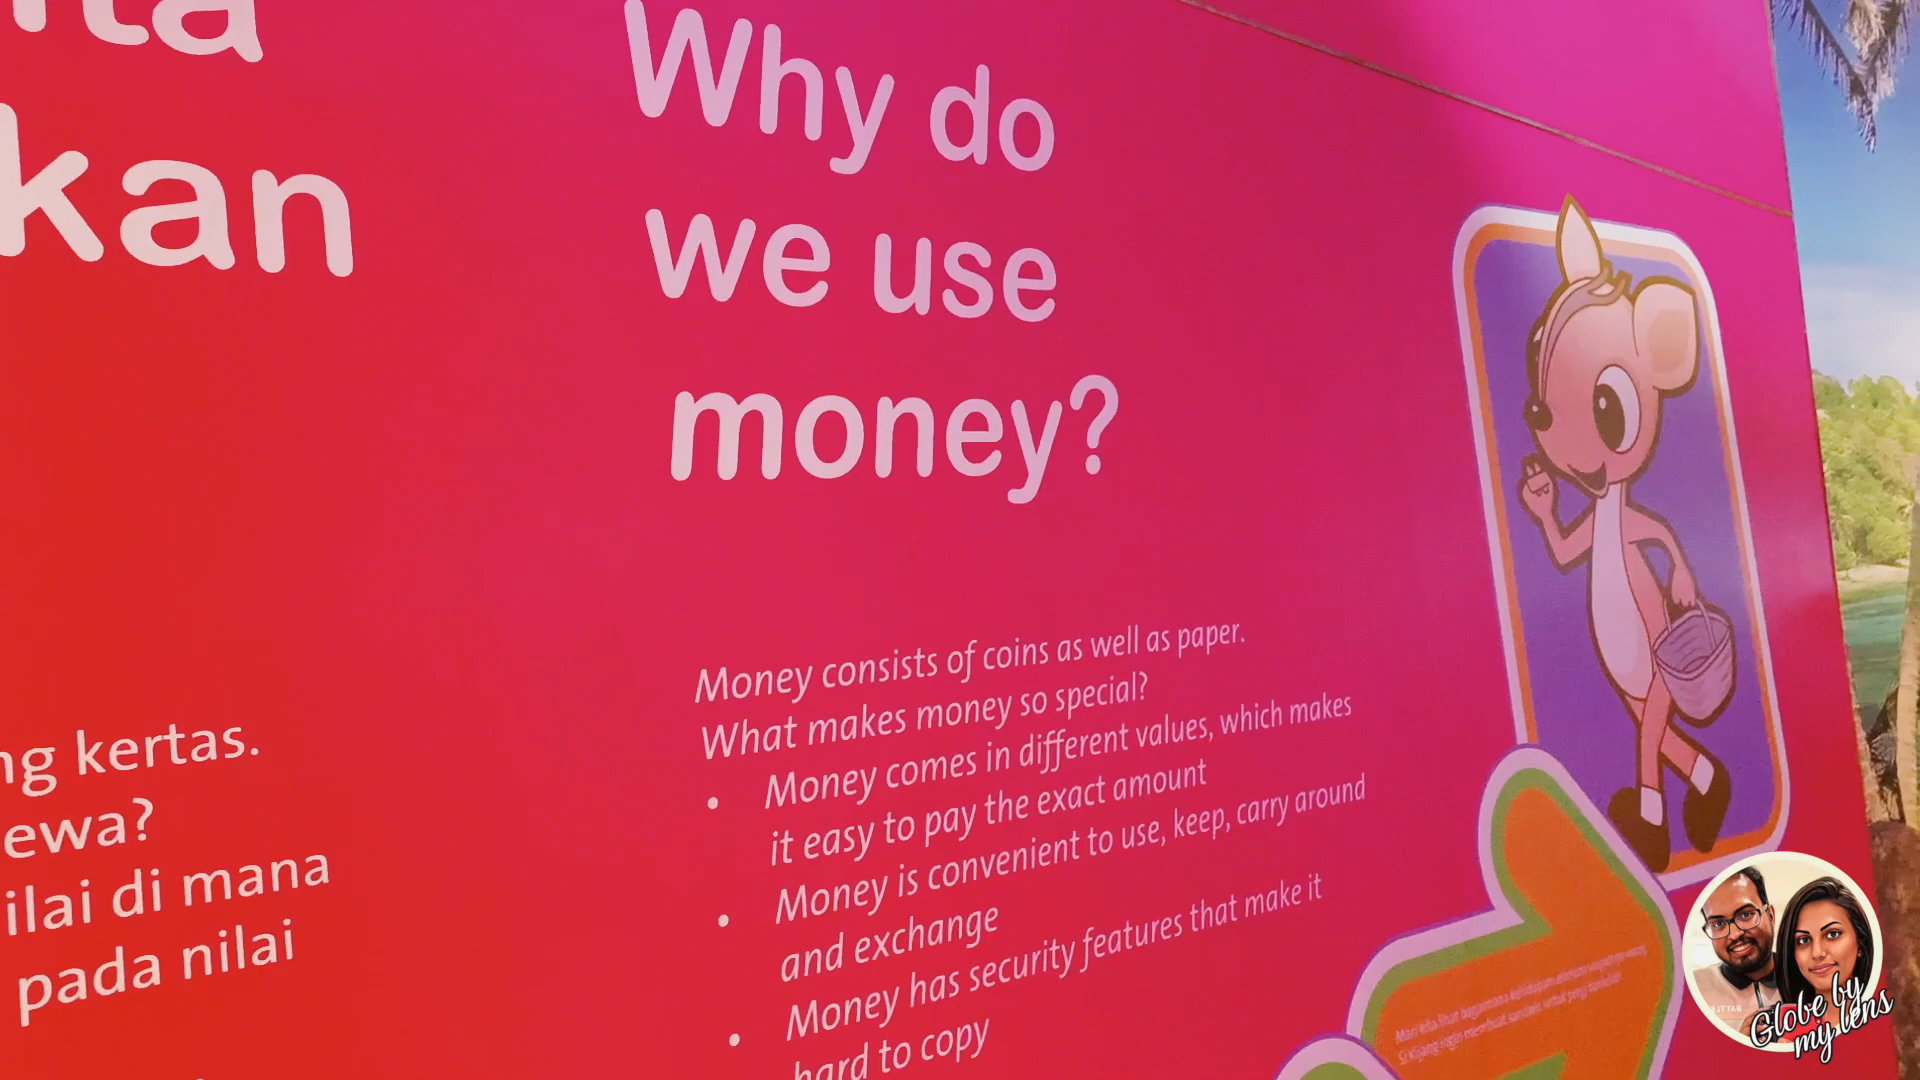 ita
kan
ng kertas.
ewa?
ilai di mana
pada nilai
Why do
we use
money?
Money consists of coins as well as paper.
What makes money so special?
• Money comes in different values, which makes
it easy to pay the exact amount
• Money is convenient to use, keep, carry around
and exchange
• Money has security features that make it
hard to copy
Globe by
my lens